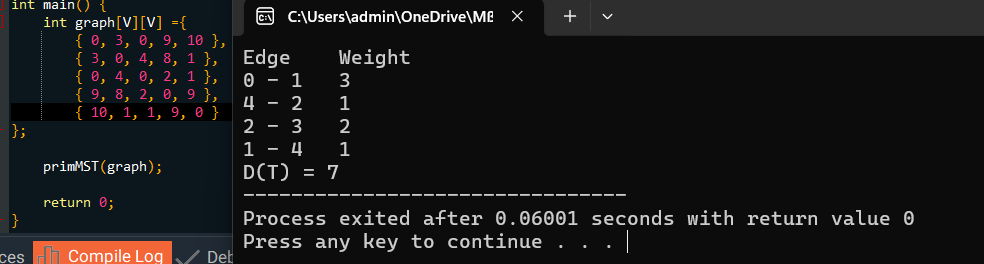 int main() {
int graph[V][V] ={
{ 0, 3, 0, 9, 10 },
{ 3, 0, 4, 8, 1 },
{ 0, 4, 0, 2, 1 },
{ 9, 8, 2, 0, 9 },
{ 10, 1, 1, 9, 0 }
};
primMST(graph);
return 0;
}
Compile Log
C:\Users\admin\OneDrive\ME
Edge Weight
0 - 1 3
4 - 2 1
2 - 3 2
1 - 4 1
D(T) = 7
--------------------------------
Process exited after 0.06001 seconds with return value 0
Press any key to continue . . .